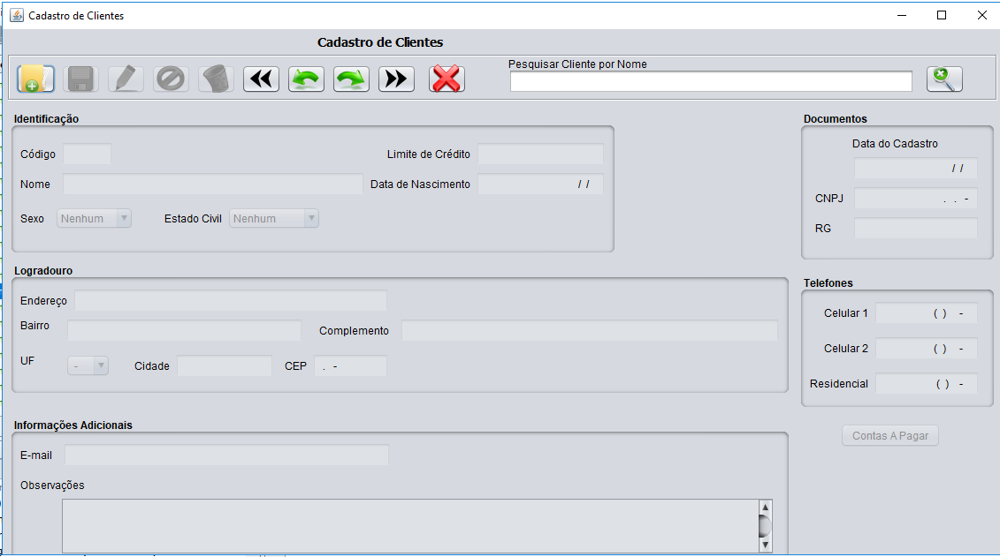 Cadastro de Clientes
Cadastro de Clientes
Pesquisar Cliente por Nome
Identificação
Código
Limite de Crédito
Nome
Data de Nascimento / /
Sexo Nenhum
Estado Civil Nenhum
Documentos
Data do Cadastro
/ /
CNPJ . . -
RG
Logradouro
Endereço
Bairro
Complemento
UF -
Cidade
CEP . -
Telefones
Celular 1 ( ) -
Celular 2 ( ) -
Residencial ( ) -
Contas A Pagar
Informações Adicionais
E-mail
Observações